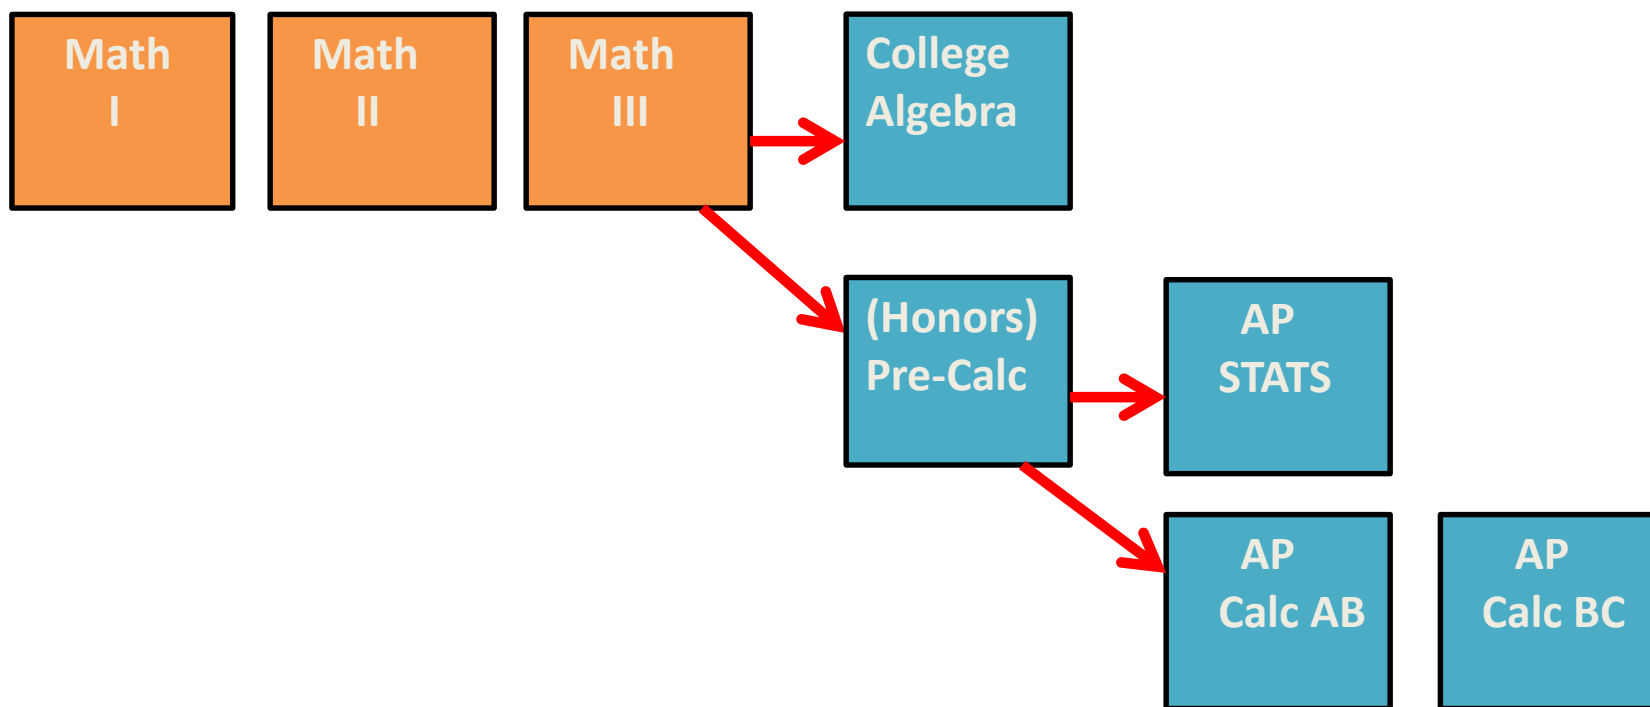 Math
I
Math
II
Math
III
College
Algebra
(Honors)
Pre-Calc
AP
STATS
AP
Calc AB
AP
Calc BC